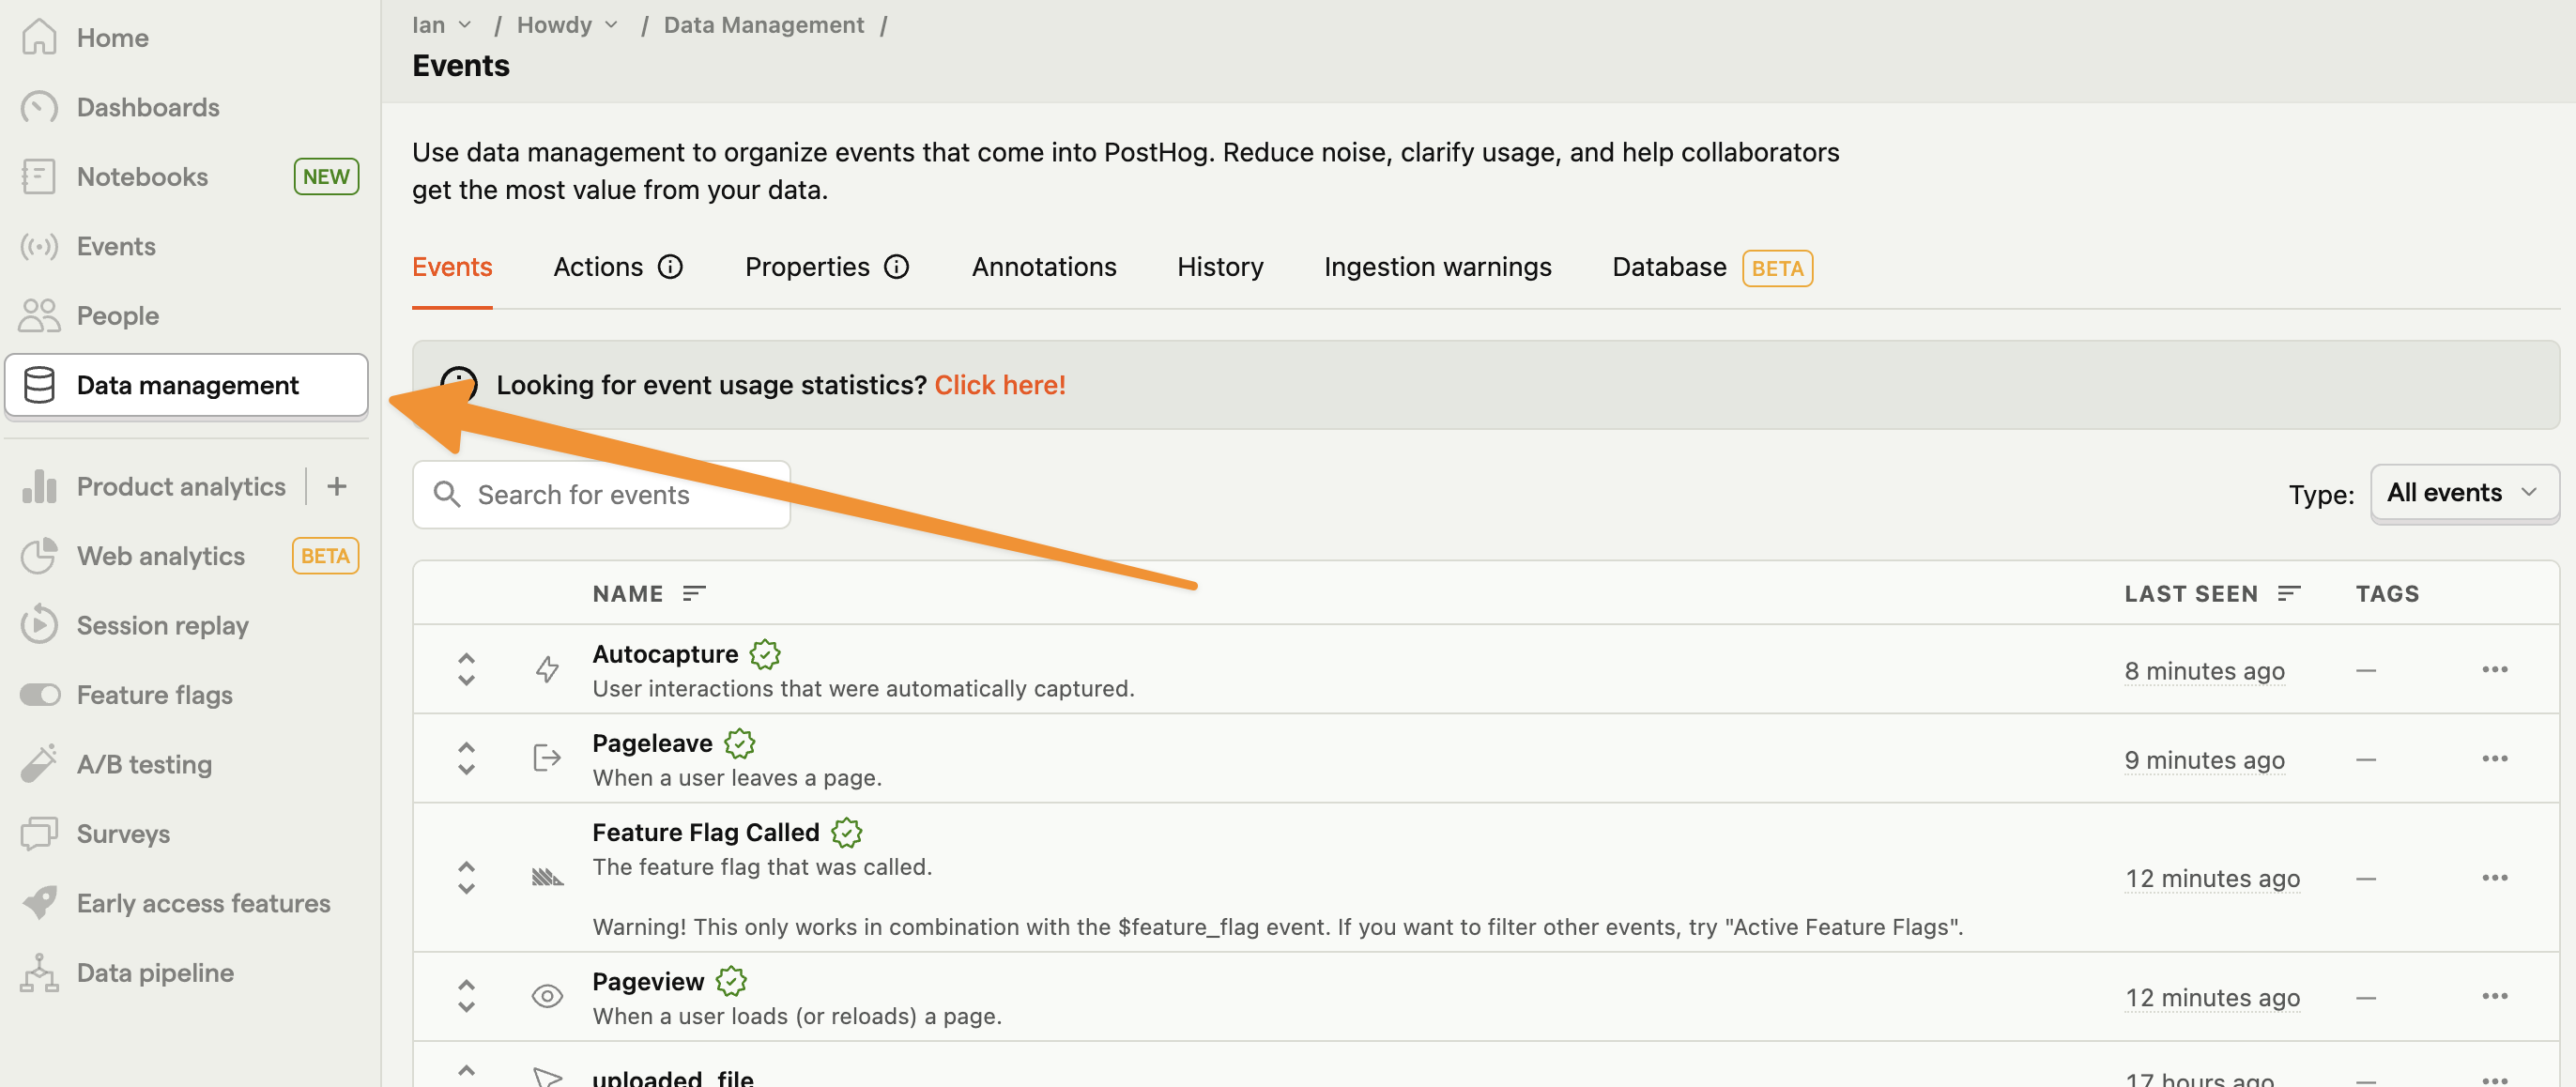 Home
Dashboards
Notebooks NEW
Events
People
Data management
Product analytics +
Web analytics BETA
Session replay
Feature flags
A/B testing
Surveys
Early access features
Data pipeline
Ian / Howdy / Data Management /
Events
Use data management to organize events that come into PostHog. Reduce noise, clarify usage, and help collaborators
get the most value from your data.
Events Actions Properties Annotations History Ingestion warnings Database BETA
Looking for event usage statistics? Click here!
Search for events
Type: All events
NAME LAST SEEN TAGS
Autocapture
User interactions that were automatically captured.
8 minutes ago —
Pageleave
When a user leaves a page.
9 minutes ago —
Feature Flag Called
The feature flag that was called.
12 minutes ago —
Warning! This only works in combination with the $feature_flag event. If you want to filter other events, try "Active Feature Flags".
Pageview
When a user loads (or reloads) a page.
12 minutes ago —
uploaded_file
17 hours ago —